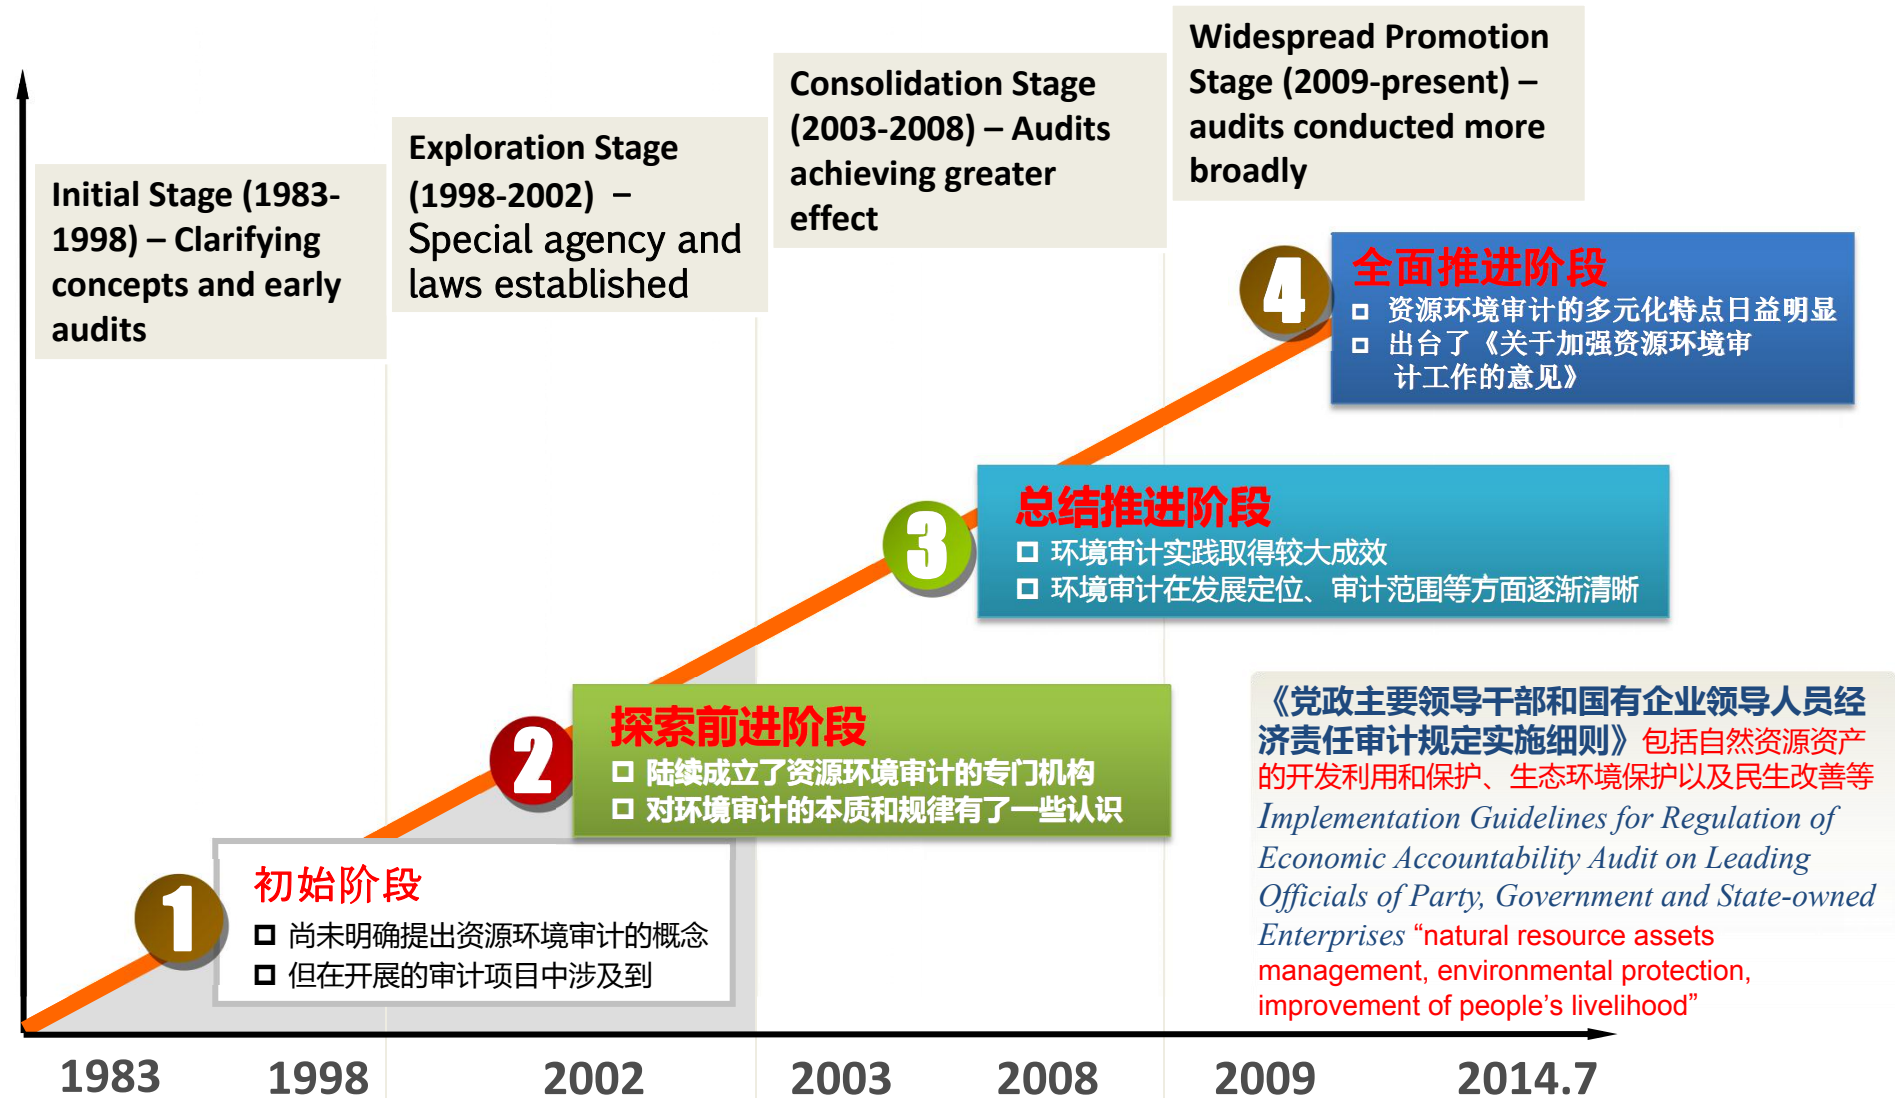 Initial Stage (1983-
1998) – Clarifying
concepts and early
audits
Exploration Stage
(1998-2002) –
Special agency and
laws established
Consolidation Stage
(2003-2008) – Audits
achieving greater
effect
Widespread Promotion
Stage (2009-present) –
audits conducted more
broadly
4
全面推进阶段
资源环境审计的多元化特点日益明显
出台了《关于加强资源环境审
计工作的意见》
3
总结推进阶段
环境审计实践取得较大成效
环境审计在发展定位、审计范围等方面逐渐清晰
2
探索前进阶段
陆续成立了资源环境审计的专门机构
对环境审计的本质和规律有了一些认识
1
初始阶段
尚未明确提出资源环境审计的概念
但在开展的审计项目中涉及到
《党政主要领导干部和国有企业领导人员经
济责任审计规定实施细则》包括自然资源资产
的开发利用和保护、生态环境保护以及民生改善等
Implementation Guidelines for Regulation of
Economic Accountability Audit on Leading
Officials of Party, Government and State-owned
Enterprises “natural resource assets
management, environmental protection,
improvement of people’s livelihood”
1983 1998 2002 2003 2008 2009 2014.7